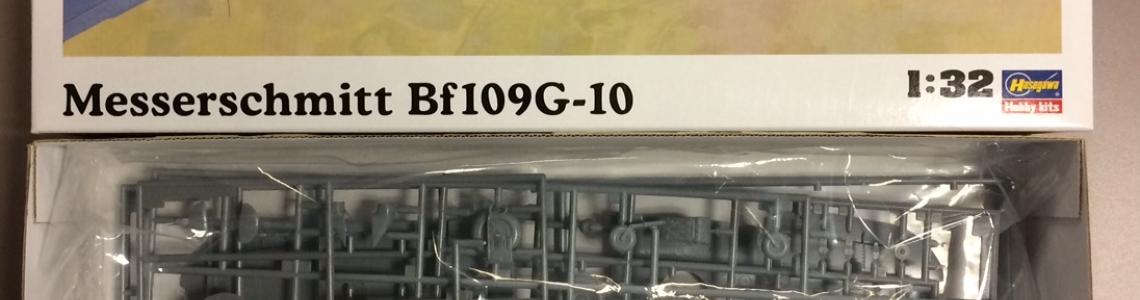 Messerschmitt Bf109G-10
1:32
Hasegawa
Hobby kits